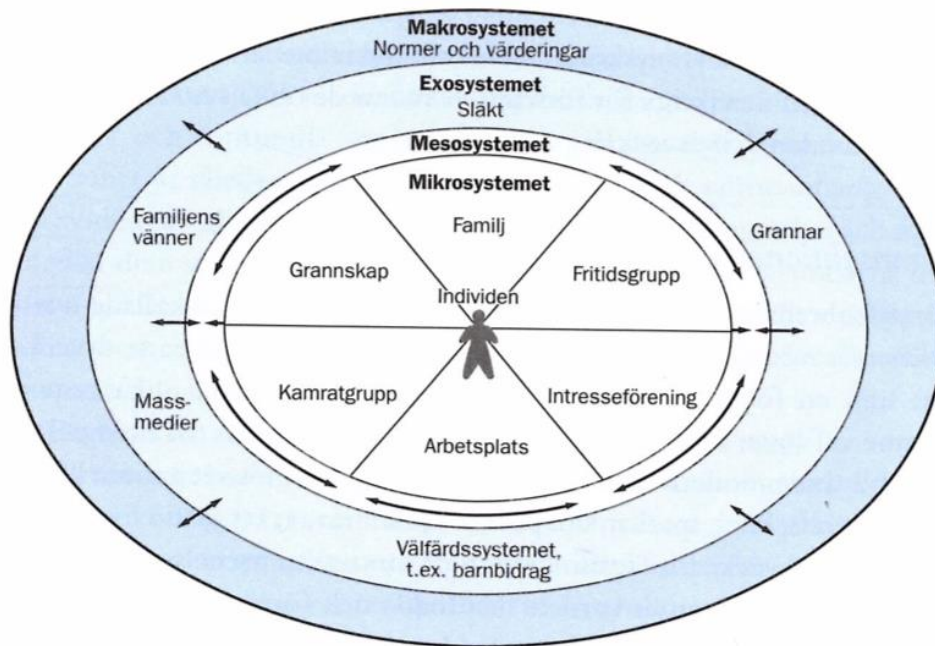 Makrosystemet
Normer och värderingar
Exosystemet
Släkt
Mesosystemet
Mikrosystemet
Familj
Familjens
vänner
Grannar
Grannskap
Fritidsgrupp
Individen
Kamratgrupp
Intresseförening
Mass-
medier
Arbetsplats
Välfärdssystemet,
t.ex. barnbidrag